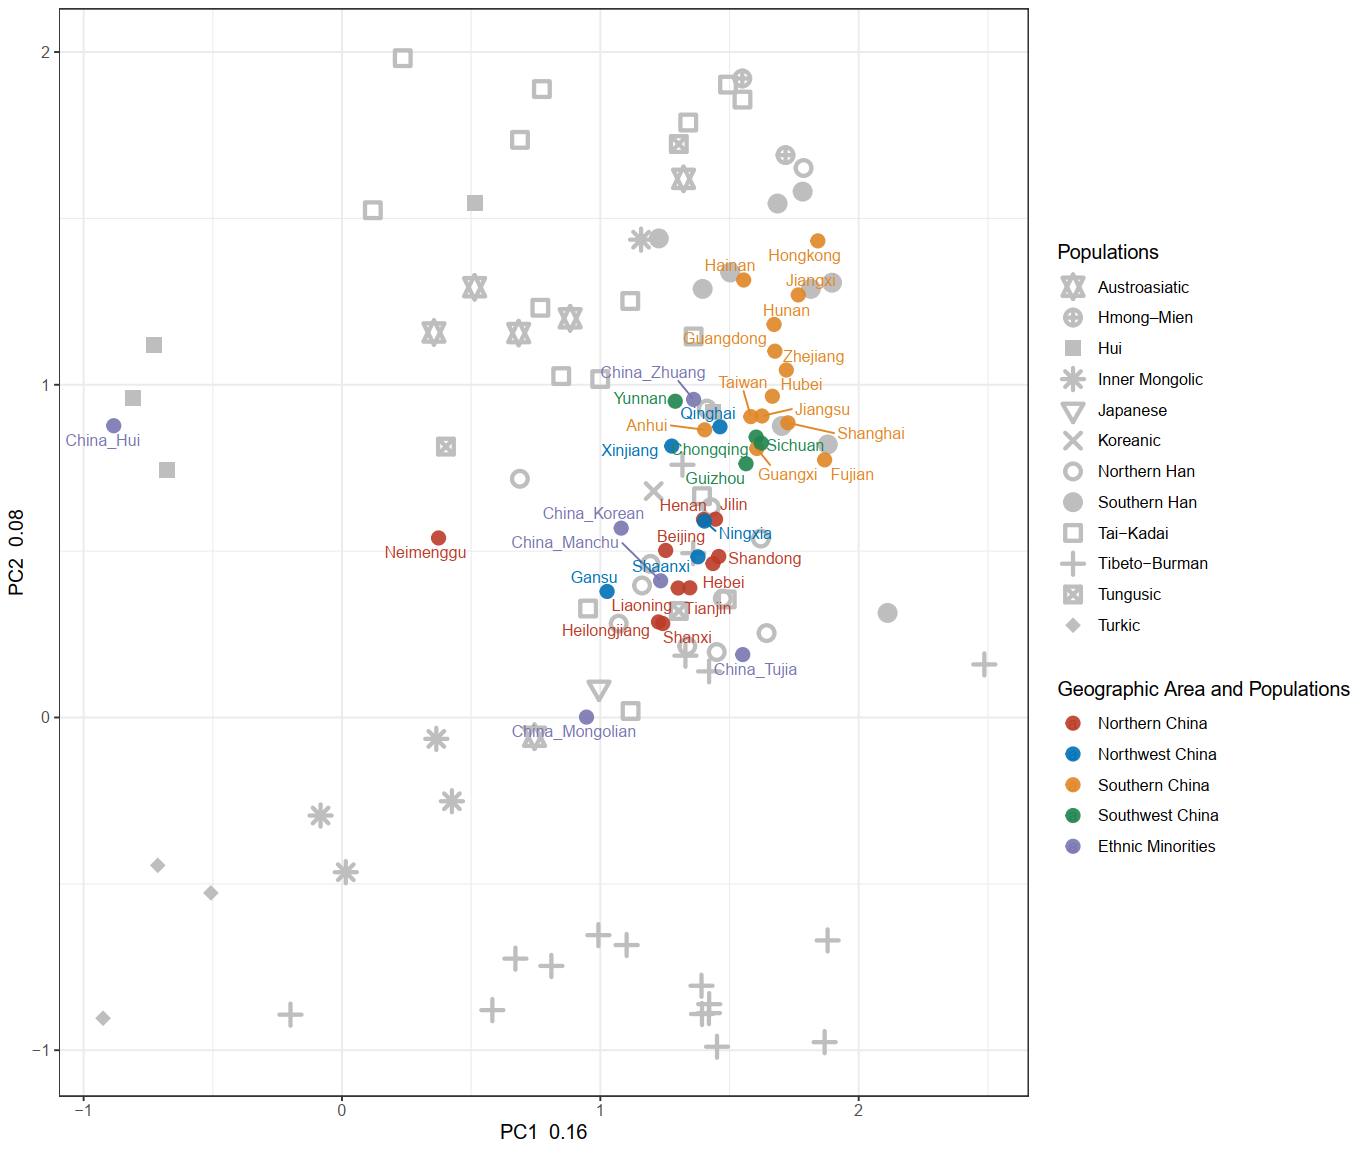 2
1
0
−1
−1
0
1
2
PC2 0.08
PC1 0.16
Hongkong
Hainan
Jiangxi
Hunan
Guangdong
Zhejiang
China_Zhuang
Taiwan
Hubei
Yunnan
Qinghai
Jiangsu
Anhui
Shanghai
China_Hui
Xinjiang
Chongqing
Sichuan
Guizhou
Guangxi
Fujian
Henan
Jilin
China_Korean
Ningxia
Beijing
China_Manchu
Neimenggu
Shandong
Shaanxi
Gansu
Hebei
Liaoning
Tianjin
Heilongjiang
Shanxi
China_Tujia
China_Mongolian
Populations
Austroasiatic
Hmong−Mien
Hui
Inner Mongolic
Japanese
Koreanic
Northern Han
Southern Han
Tai−Kadai
Tibeto−Burman
Tungusic
Turkic
Geographic Area and Populations
Northern China
Northwest China
Southern China
Southwest China
Ethnic Minorities